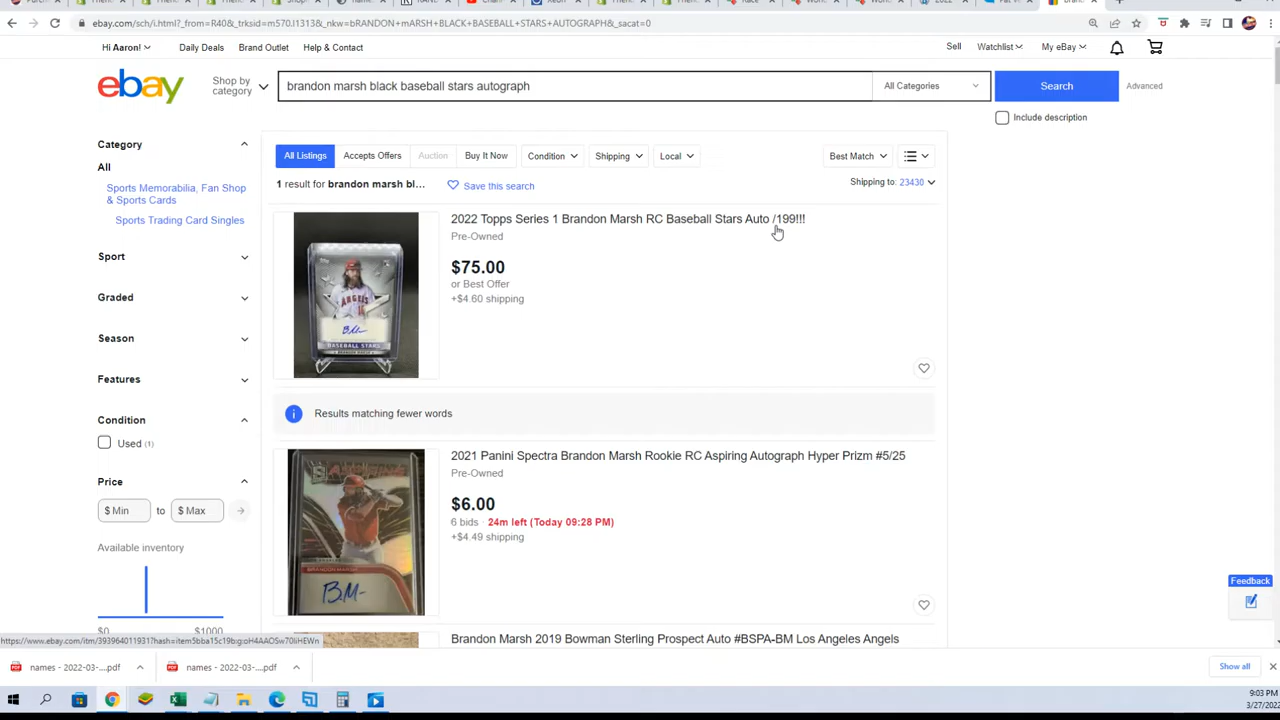 ebay.com/sch/i.html?_from=R40&_trksid=m570.l1313&_nkw=bRANDON+MARSH+BLACK+BASEBALL+STARS+AUTOGRAPH&_sacat=0
Hi Aaron!
Daily Deals
Brand Outlet
Help & Contact
Sell
Watchlist
My eBay
ebay
Shop by
category
brandon marsh black baseball stars autograph
All Categories
Search
Advanced
Include description
Category
All
Sports Memorabilia, Fan Shop
& Sports Cards
Sports Trading Card Singles
Sport
Graded
Season
Features
Condition
Used (1)
Price
$ Min
to
$ Max
Available inventory
$0
$1000
All Listings
Accepts Offers
Auction
Buy It Now
Condition
Shipping
Local
Best Match
1 result for brandon marsh bl...
Save this search
Shipping to: 23430
2022 Topps Series 1 Brandon Marsh RC Baseball Stars Auto /199!!!
Pre-Owned
$75.00
or Best Offer
+$4.60 shipping
ANGELS
BASEBALL STARS
BRANDON MARSH
Results matching fewer words
2021 Panini Spectra Brandon Marsh Rookie RC Aspiring Autograph Hyper Prizm #5/25
Pre-Owned
$6.00
6 bids · 24m left (Today 09:28 PM)
+$4.49 shipping
Brandon Marsh 2019 Bowman Sterling Prospect Auto #BSPA-BM Los Angeles Angels
Feedback
names - 2022-03-....pdf
names - 2022-03-....pdf
Show all
9:03 PM